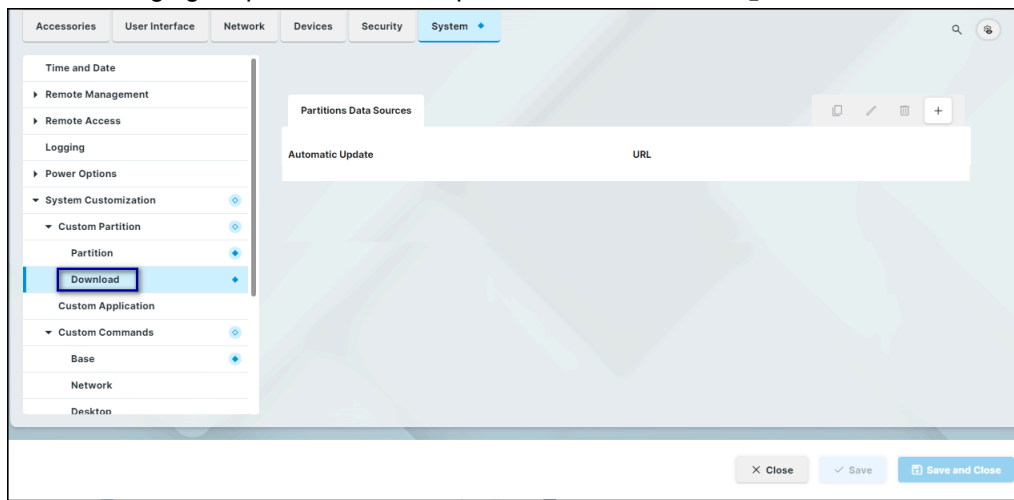 Accessories User Interface Network Devices Security System
Time and Date
Remote Management
Partitions Data Sources
Remote Access
Logging
Automatic Update URL
Power Options
System Customization
Custom Partition
Partition
Download
Custom Application
Custom Commands
Base
Network
Desktop
Close Save Save and Close